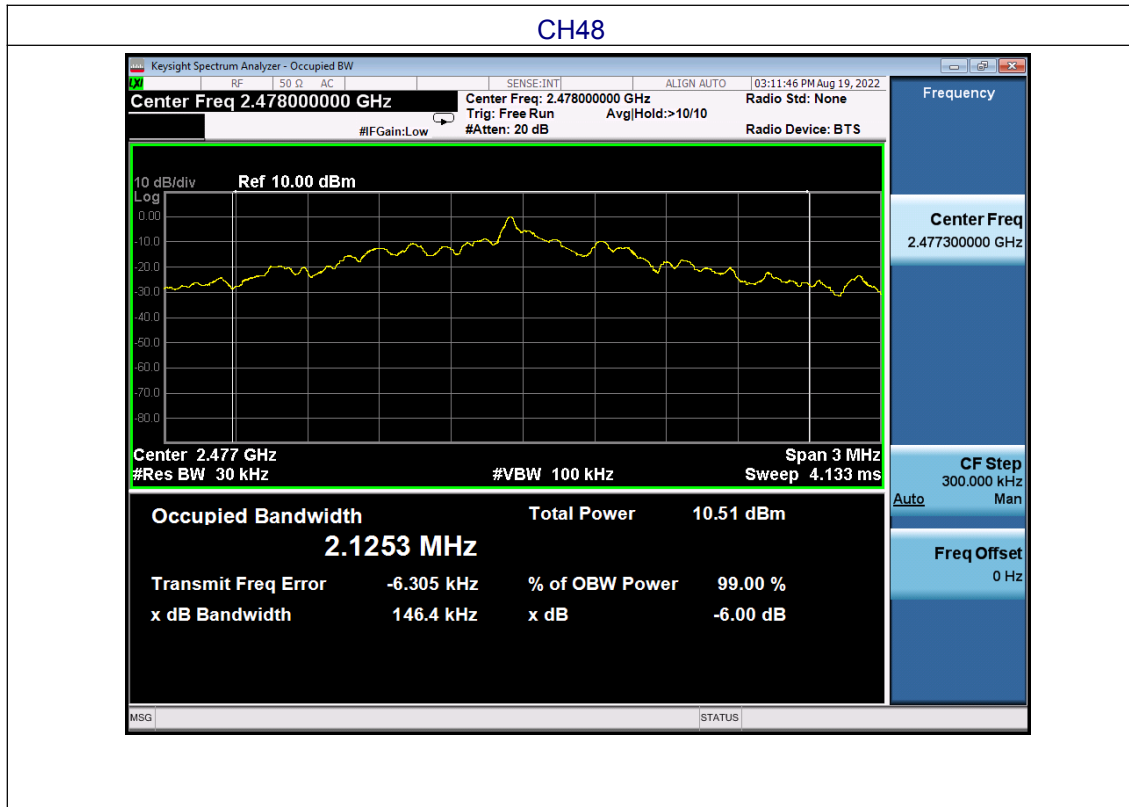 CH48
Keysight Spectrum Analyzer - Occupied BW
LXI RF 50 Ω AC SENSE:INT ALIGN AUTO 03:11:46 PM Aug 19, 2022
Center Freq 2.478000000 GHz
Center Freq: 2.478000000 GHz
Radio Std: None
Trig: Free Run Avg|Hold:>10/10
#IFGain:Low
#Atten: 20 dB
Radio Device: BTS
10 dB/div Ref 10.00 dBm
Log
0.00
-10.0
-20.0
-30.0
-40.0
-50.0
-60.0
-70.0
-80.0
Center 2.477 GHz
Span 3 MHz
#Res BW 30 kHz
#VBW 100 kHz
Sweep 4.133 ms
Occupied Bandwidth
2.1253 MHz
Total Power 10.51 dBm
Transmit Freq Error -6.305 kHz
% of OBW Power 99.00 %
x dB Bandwidth 146.4 kHz
x dB -6.00 dB
MSG
STATUS
Frequency
Center Freq
2.477300000 GHz
CF Step
300.000 kHz
Auto Man
Freq Offset
0 Hz